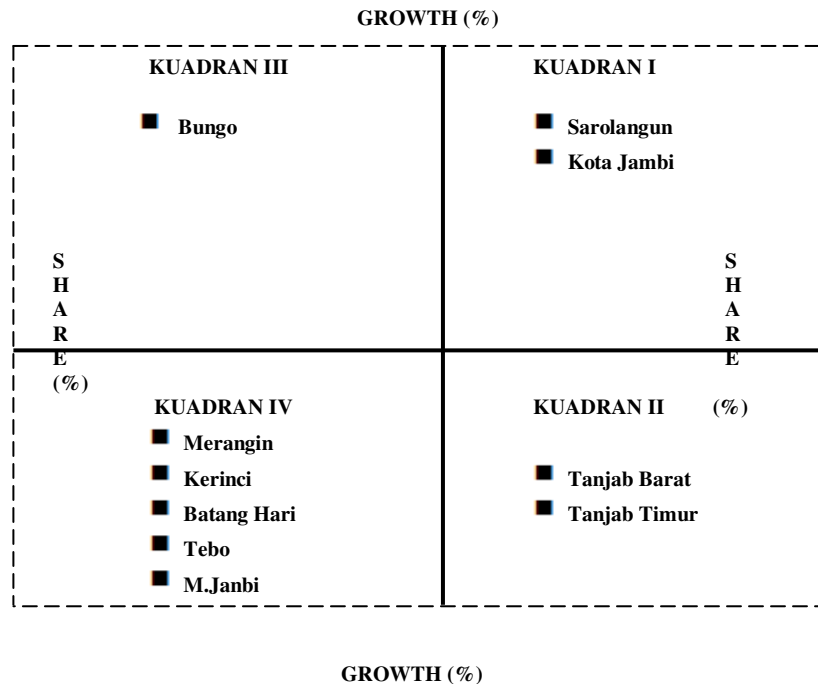 GROWTH (%)
KUADRAN III
KUADRAN I
Bungo
Sarolangun
Kota Jambi
S
H
A
R
E
(%)
S
H
A
R
E
KUADRAN IV
KUADRAN II
(%)
Merangin
Kerinci
Batang Hari
Tebo
M.Janbi
Tanjab Barat
Tanjab Timur
GROWTH (%)